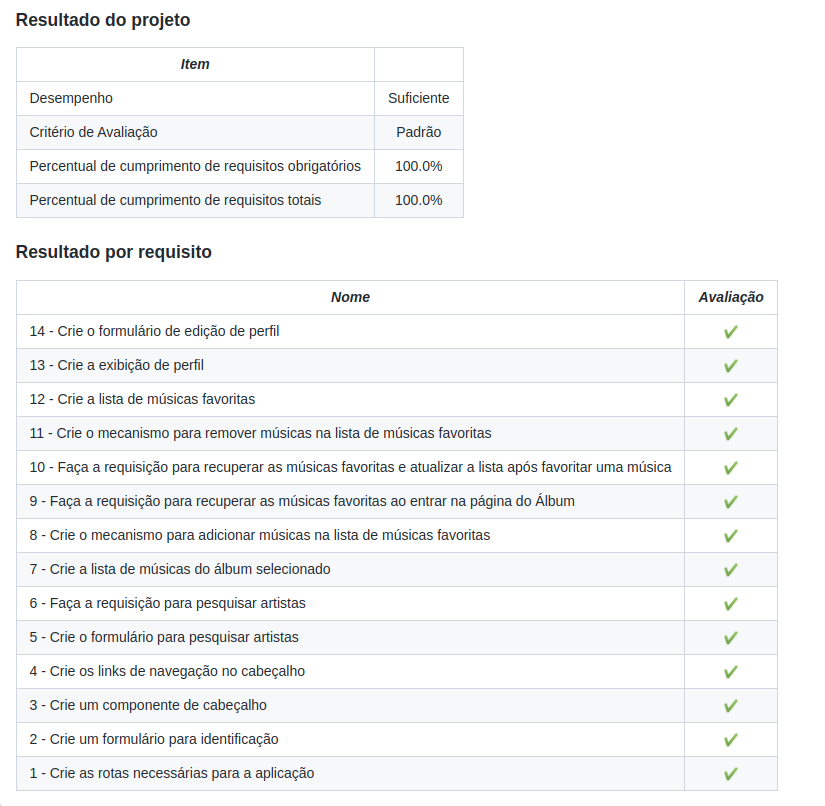 Resultado do projeto
Item
Desempenho Suficiente
Critério de Avaliação Padrão
Percentual de cumprimento de requisitos obrigatórios 100.0%
Percentual de cumprimento de requisitos totais 100.0%
Resultado por requisito
Nome Avaliação
14 - Crie o formulário de edição de perfil ✔
13 - Crie a exibição de perfil ✔
12 - Crie a lista de músicas favoritas ✔
11 - Crie o mecanismo para remover músicas na lista de músicas favoritas ✔
10 - Faça a requisição para recuperar as músicas favoritas e atualizar a lista após favoritar uma música ✔
9 - Faça a requisição para recuperar as músicas favoritas ao entrar na página do Álbum ✔
8 - Crie o mecanismo para adicionar músicas na lista de músicas favoritas ✔
7 - Crie a lista de músicas do álbum selecionado ✔
6 - Faça a requisição para pesquisar artistas ✔
5 - Crie o formulário para pesquisar artistas ✔
4 - Crie os links de navegação no cabeçalho ✔
3 - Crie um componente de cabeçalho ✔
2 - Crie um formulário para identificação ✔
1 - Crie as rotas necessárias para a aplicação ✔